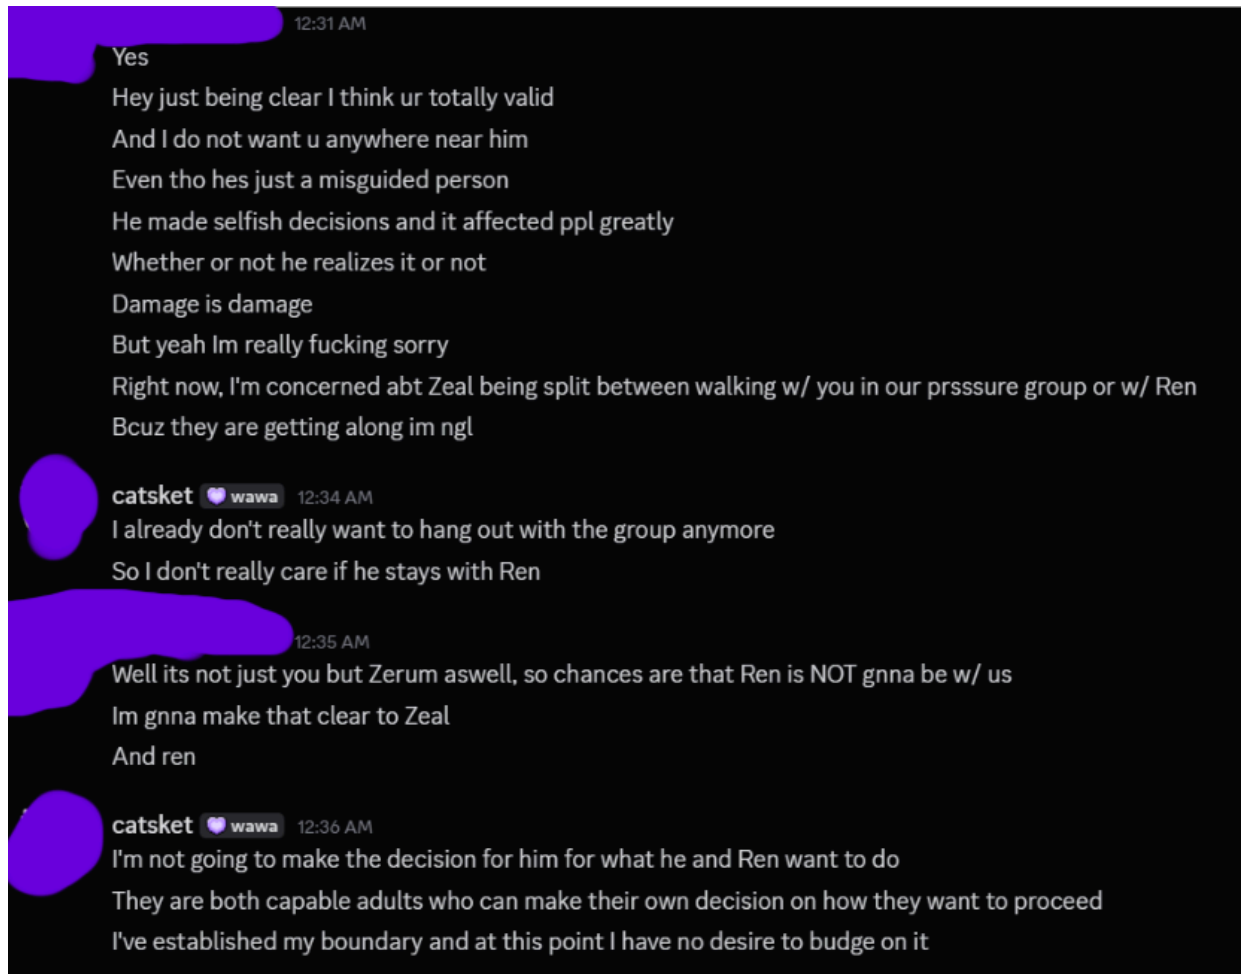 12:31 AM
Yes
Hey just being clear I think ur totally valid
And I do not want u anywhere near him
Even tho hes just a misguided person
He made selfish decisions and it affected ppl greatly
Whether or not he realizes it or not
Damage is damage
But yeah Im really fucking sorry
Right now, I'm concerned abt Zeal being split between walking w/ you in our prsssure group or w/ Ren
Bcuz they are getting along im ngl
catsket wawa 12:34 AM
I already don't really want to hang out with the group anymore
So I don't really care if he stays with Ren
12:35 AM
Well its not just you but Zerum aswell, so chances are that Ren is NOT gnna be w/ us
Im gnna make that clear to Zeal
And ren
catsket wawa 12:36 AM
I'm not going to make the decision for him for what he and Ren want to do
They are both capable adults who can make their own decision on how they want to proceed
I've established my boundary and at this point I have no desire to budge on it